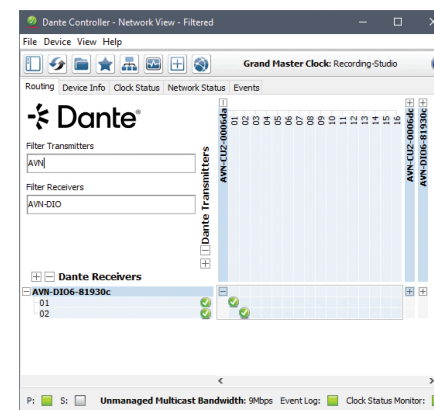 Dante Controller - Network View - Filtered
File Device View Help
Grand Master Clock: Recording-Studio
Routing Device Info Clock Status Network Status Events
Dante®
Filter Transmitters
AVN
Filter Receivers
AVN-DIO
Dante Transmitters
AVN-CU2-0006da
01 02 03 04 05 06 07 08 09 10 11 12 13 14 15 16
AVN-CU2-0006dc
AVN-DIO6-81930c
Dante Receivers
AVN-DIO6-81930c
01
02
P: S: Unmanaged Multicast Bandwidth: 9Mbps Event Log: Clock Status Monitor: